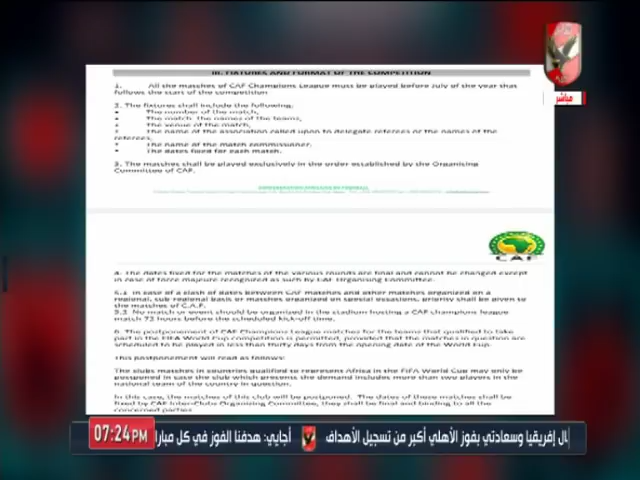 مباشر
III. FIXTURES AND FORMAT OF THE COMPETITION
1. All the matches of CAF Champions League must be played before July of the year that
follows the start of the competition
2. The fixtures shall include the following;
• The number of the match,
• The match, the names of the teams,
• The venue of the match,
• The name of the association called upon to delegate referees or the names of the
referees,
• The name of the match commissioner,
• The dates fixed for each match.
3. The matches shall be played exclusively in the order established by the Organising
Committee of CAF.
CAF
4. The dates fixed for the matches of the various rounds are final and cannot be changed except
in case of force majeure recognized as such by CAF Organising Committee.
5.1 In case of a clash of dates between CAF matches and other matches organized on a
regional, sub regional basis or matches organized on special occasions, priority shall be given to
the matches of C.A.F.
5.2 No match or event should be organized in the stadium hosting a CAF champions league
match 72 hours before the scheduled kick-off time.
6. The postponement of CAF Champions League matches for the teams that qualified to take
part in the FIFA World Cup competition is permitted, provided that the matches in question are
scheduled to be played in less than thirty days from the opening date of the World Cup.
This postponement will read as follows:
The clubs matches in countries qualified to represent Africa in the FIFA World Cup may only be
postponed in case the club which presents the demand includes more than two players in the
national team of the country in question.
In this case, the matches of this club will be postponed. The dates of these matches shall be
fixed by CAF Inter-Clubs Organising Committee, they shall be final and binding to all the
concerned parties
ال إفريقيا وسعادتي بفوز الأهلي أكبر من تسجيل الأهداف
أجايي: هدفنا الفوز في كل مبارا
07:24 PM